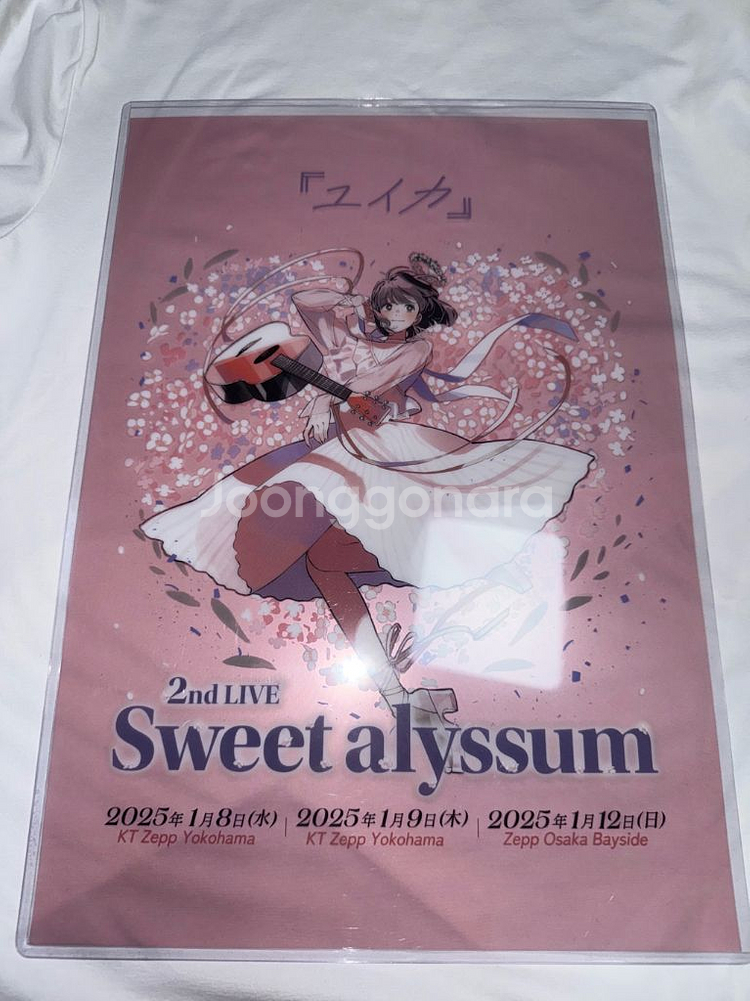 『ユイカ』
Joonggonara
2nd LIVE
Sweet alyssum
2025年1月8日(水) | 2025年1月9日(木) | 2025年1月12日(日)
KT Zepp Yokohama KT Zepp Yokohama Zepp Osaka Bayside